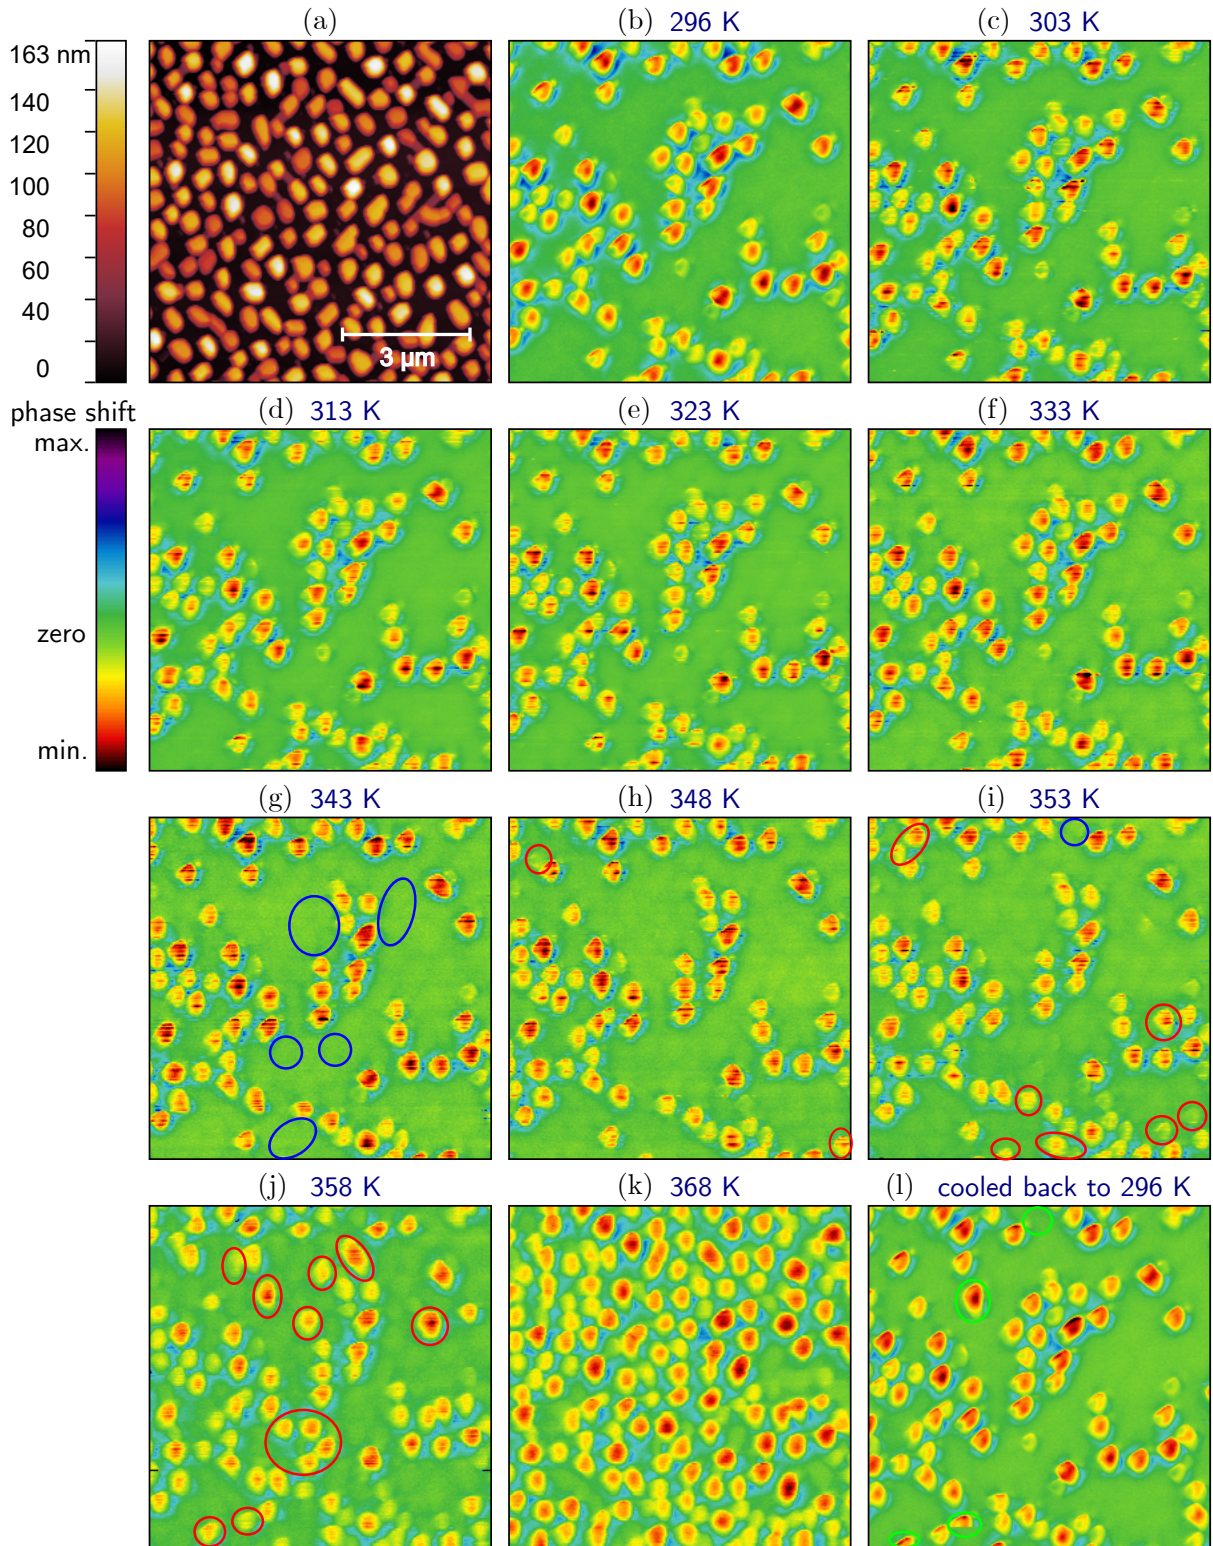 (a)
(b) 296 K
(c) 303 K
163 nm
140
120
100
80
60
40
0
3 μm
phase shift
max.
zero
min.
(d) 313 K
(e) 323 K
(f) 333 K
(g) 343 K
(h) 348 K
(i) 353 K
(j) 358 K
(k) 368 K
(l) cooled back to 296 K